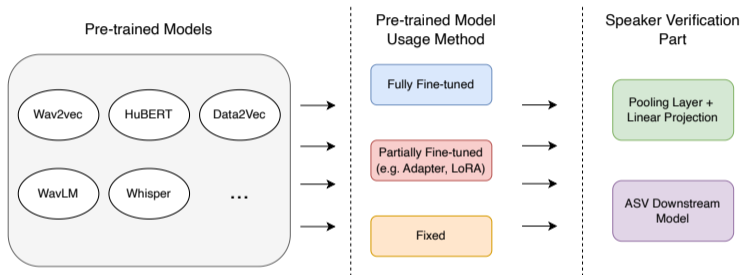 Pre-trained Models
Wav2vec
HuBERT
Data2Vec
WavLM
Whisper
...
Pre-trained Model
Usage Method
Fully Fine-tuned
Partially Fine-tuned
(e.g. Adapter, LoRA)
Fixed
Speaker Verification
Part
Pooling Layer +
Linear Projection
ASV Downstream
Model